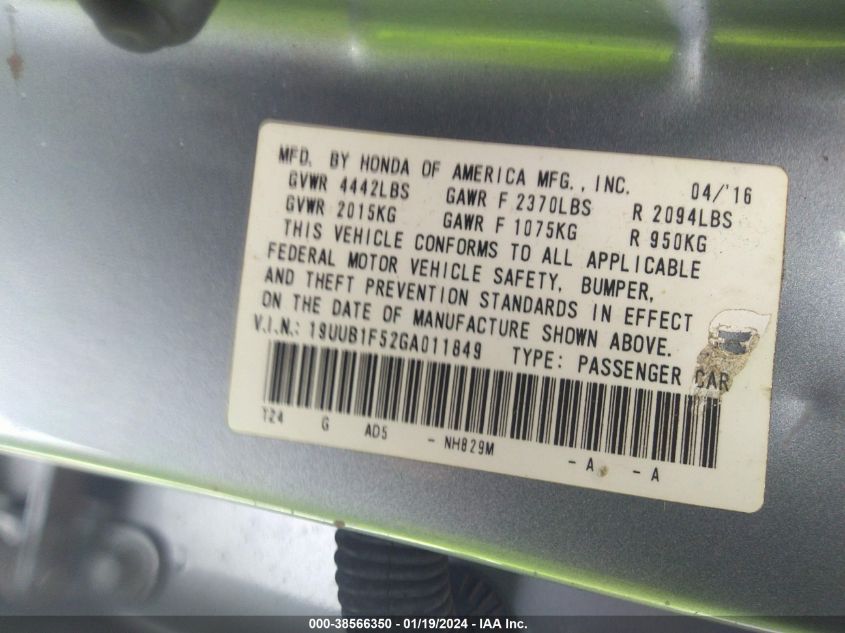 MFD. BY HONDA OF AMERICA MFG., INC. 04/'16
GVWR 4442LBS GAWR F 2370LBS R 2094LBS
GVWR 2015KG GAWR F 1075KG R 950KG
THIS VEHICLE CONFORMS TO ALL APPLICABLE
FEDERAL MOTOR VEHICLE SAFETY, BUMPER,
AND THEFT PREVENTION STANDARDS IN EFFECT
ON THE DATE OF MANUFACTURE SHOWN ABOVE.
V.I.N.: 19UUB1F52GA011849 TYPE: PASSENGER CAR
T24 G AD5 - NH829M - A - A
000-38566350 - 01/19/2024 - IAA Inc.